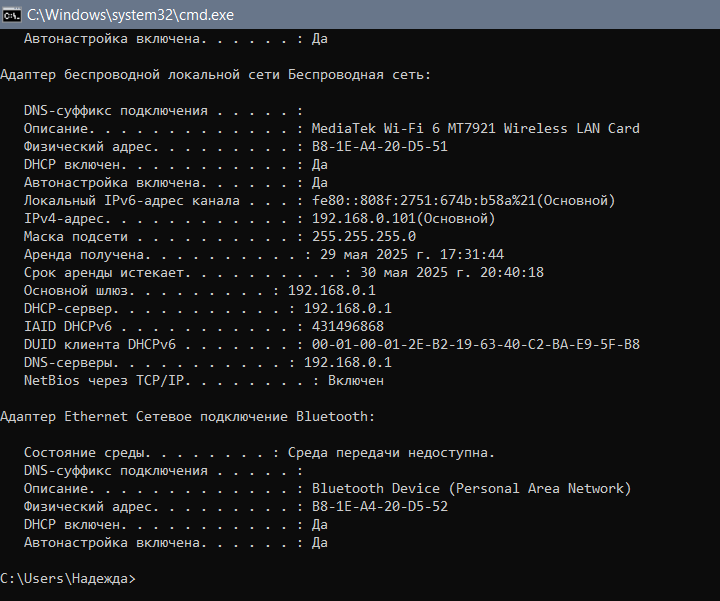 C:\Windows\system32\cmd.exe
Автонастройка включена. . . . . . : Да
Адаптер беспроводной локальной сети Беспроводная сеть:
DNS-суффикс подключения . . . . . :
Описание. . . . . . . . . . . . . : MediaTek Wi-Fi 6 MT7921 Wireless LAN Card
Физический адрес. . . . . . . . . : B8-1E-A4-20-D5-51
DHCP включен. . . . . . . . . . . : Да
Автонастройка включена. . . . . . : Да
Локальный IPv6-адрес канала . . . : fe80::808f:2751:674b:b58a%21(Основной)
IPv4-адрес. . . . . . . . . . . . : 192.168.0.101(Основной)
Маска подсети . . . . . . . . . . : 255.255.255.0
Аренда получена. . . . . . . . . . : 29 мая 2025 г. 17:31:44
Срок аренды истекает. . . . . . . . . . : 30 мая 2025 г. 20:40:18
Основной шлюз. . . . . . . . . : 192.168.0.1
DHCP-сервер. . . . . . . . . . . : 192.168.0.1
IAID DHCPv6 . . . . . . . . . . . : 431496868
DUID клиента DHCPv6 . . . . . . . : 00-01-00-01-2E-B2-19-63-40-C2-BA-E9-5F-B8
DNS-серверы. . . . . . . . . . . : 192.168.0.1
NetBios через TCP/IP. . . . . . . . : Включен
Адаптер Ethernet Сетевое подключение Bluetooth:
Состояние среды. . . . . . . . : Среда передачи недоступна.
DNS-суффикс подключения . . . . . :
Описание. . . . . . . . . . . . . : Bluetooth Device (Personal Area Network)
Физический адрес. . . . . . . . . : B8-1E-A4-20-D5-52
DHCP включен. . . . . . . . . . . : Да
Автонастройка включена. . . . . . : Да
C:\Users\Надежда>